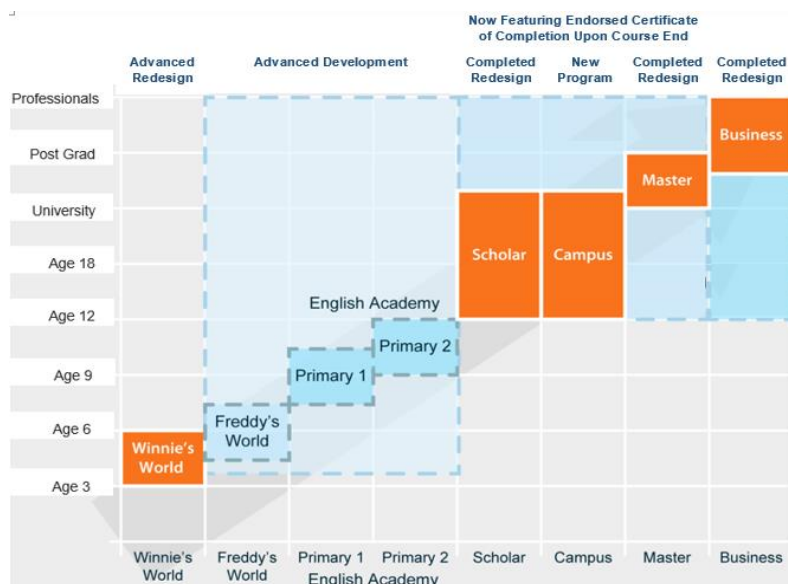 Now Featuring Endorsed Certificate
of Completion Upon Course End
Advanced
Redesign
Advanced Development
Completed
Redesign
New
Program
Completed
Redesign
Completed
Redesign
Professionals
Post Grad
University
Age 18
Age 12
Age 9
Age 6
Age 3
Business
Master
Scholar
Campus
English Academy
Primary 2
Primary 1
Freddy's
World
Winnie's
World
Winnie's
World
Freddy's
World
Primary 1
Primary 2
English Academy
Scholar
Campus
Master
Business